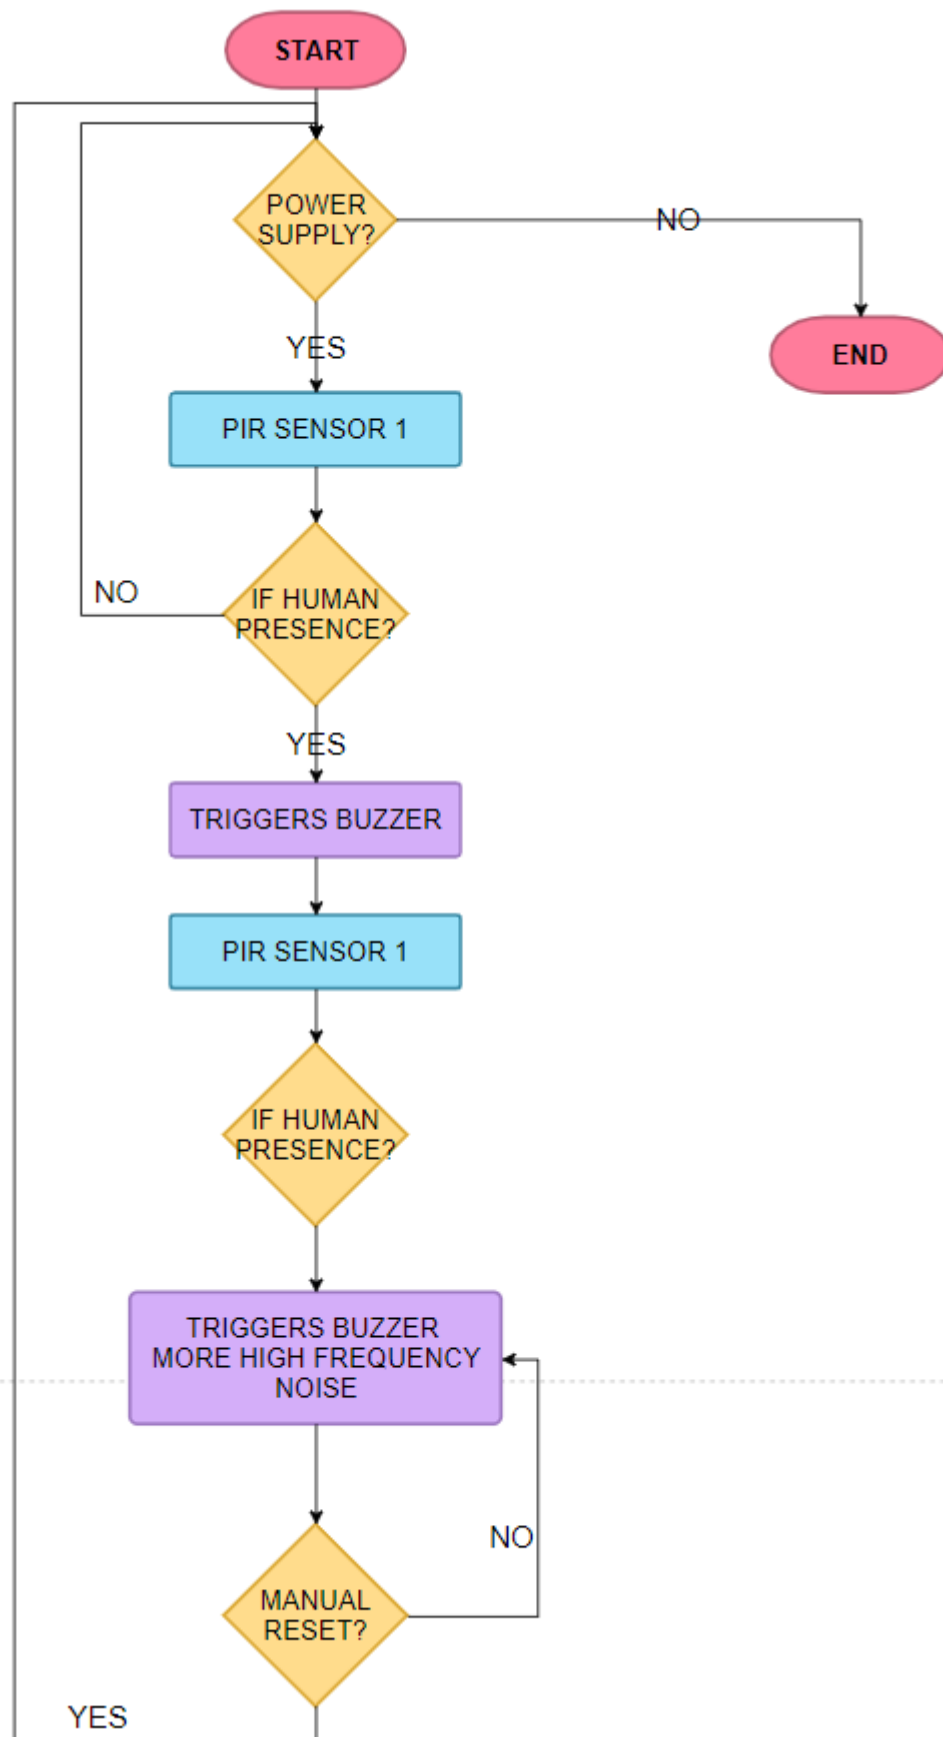 START
POWER
SUPPLY?
NO
YES
END
PIR SENSOR 1
IF HUMAN
PRESENCE?
NO
YES
TRIGGERS BUZZER
PIR SENSOR 1
IF HUMAN
PRESENCE?
TRIGGERS BUZZER
MORE HIGH FREQUENCY
NOISE
NO
MANUAL
RESET?
YES